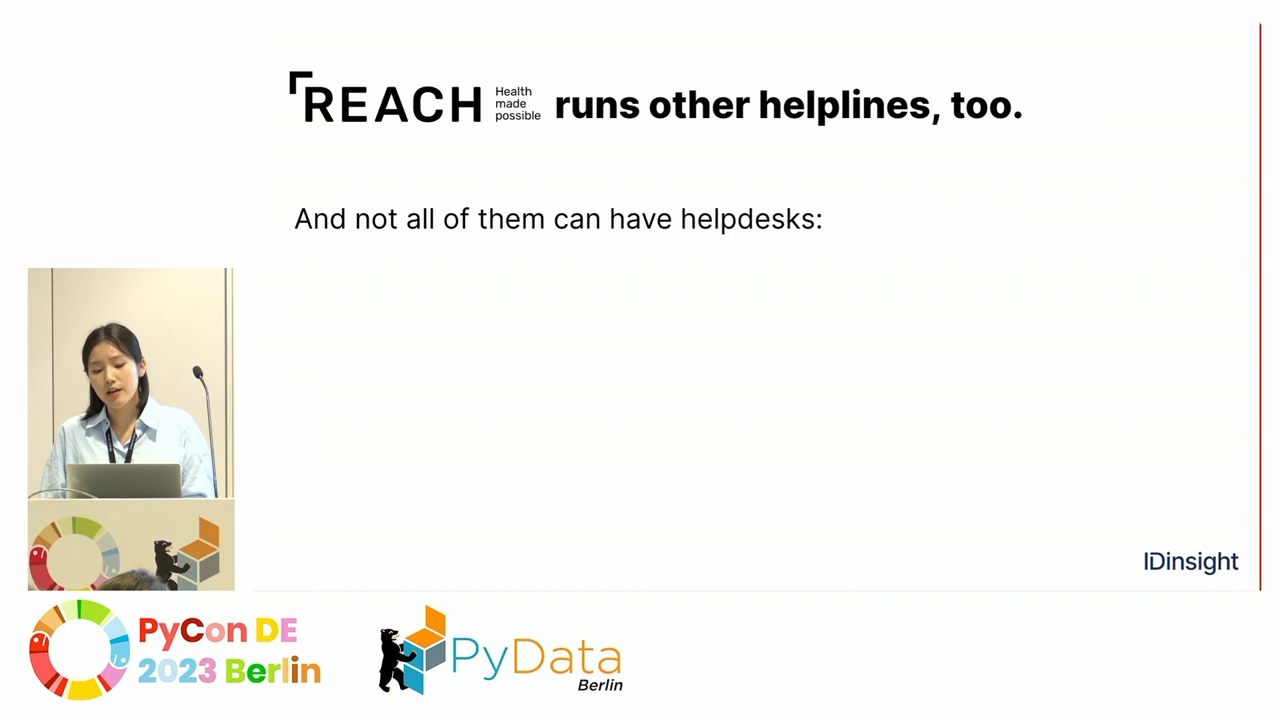 REACH Health made possible runs other helplines, too.
And not all of them can have helpdesks:
IDinsight
PyCon DE
2023 Berlin
PyData
Berlin